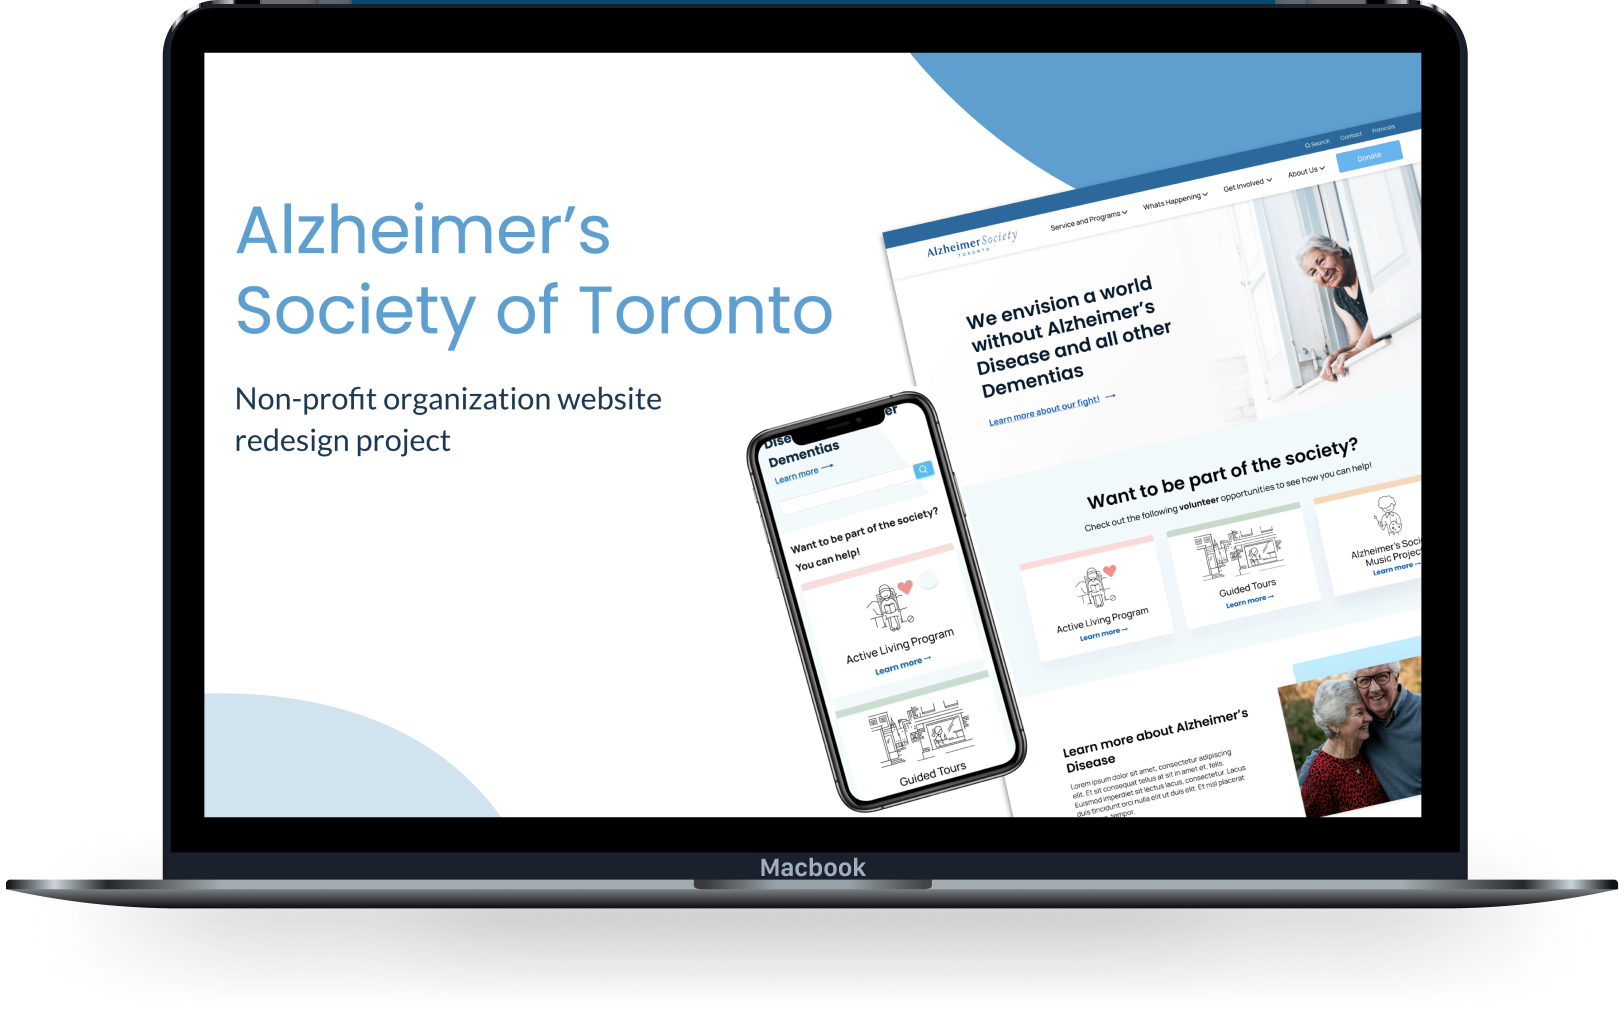 Alzheimer’s
Society of Toronto
Non-profit organization website
redesign project
Search Contact Francais
AlzheimerSociety
TORONTO
Service and Programs
Whats Happening
Get Involved
About Us
Donate
We envision a world
without Alzheimer’s
Disease and all other
Dementias
Learn more about our fight! →
Want to be part of the society?
Check out the following volunteer opportunities to see how you can help!
Active Living Program
Learn more →
Guided Tours
Learn more →
Alzheimer's Soci
Music Project
Learn more →
Learn more about Alzheimer’s
Disease
Lorem ipsum dolor sit amet, consectetur adipiscing
elit. Et sit consequat tellus at sit in amet et, felis.
Euismod imperdiet sit lectus lacus, consectetur. Lacus
duis tincidunt orci nulla elit ut duis elit. Et nisl placerat
tempor.
Dise er
Dementias
Learn more →
Want to be part of the society?
You can help!
Active Living Program
Learn more →
Guided Tours
Macbook